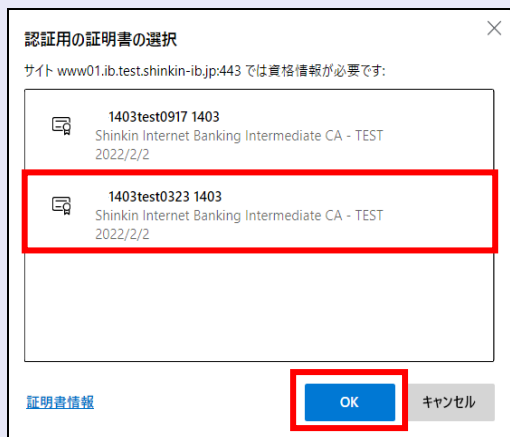 認証用の証明書の選択
サイト www01.ib.test.shinkin-ib.jp:443 では資格情報が必要です:
1403test0917 1403
Shinkin Internet Banking Intermediate CA - TEST
2022/2/2
1403test0323 1403
Shinkin Internet Banking Intermediate CA - TEST
2022/2/2
証明書情報
OK
キャンセル